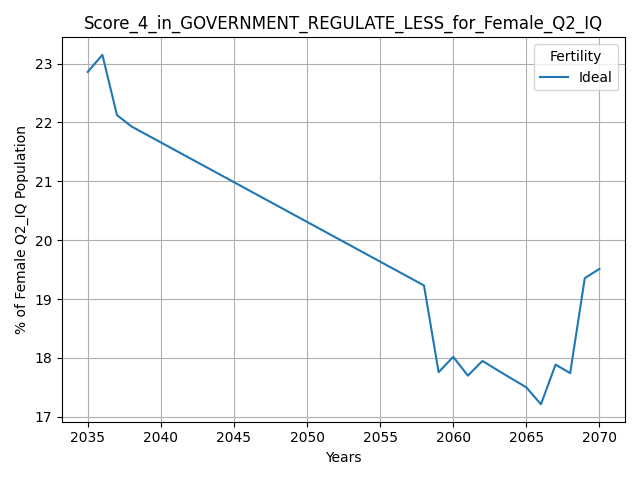 Score_4_in_GOVERNMENT_REGULATE_LESS_for_Female_Q2_IQ
Fertility
Ideal
% of Female Q2_IQ Population
23
22
21
20
19
18
17
2035 2040 2045 2050 2055 2060 2065 2070
Years